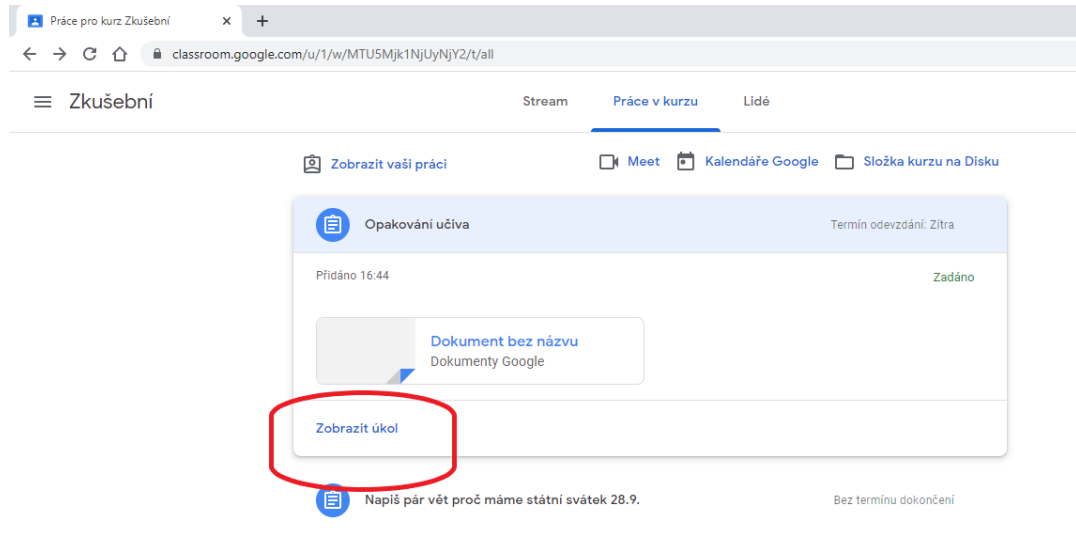 Práce pro kurz Zkušební
classroom.google.com/u/1/w/MTU5Mjk1NjUyNjY2/t/all
Zkušební
Stream Práce v kurzu Lidé
Zobrazit vaši práci Meet Kalendáře Google Složka kurzu na Disku
Opakování učiva Termín odevzdání: Zítra
Přidáno 16:44 Zadáno
Dokument bez názvu
Dokumenty Google
Zobrazit úkol
Napiš pár vět proč máme státní svátek 28.9. Bez termínu dokončení